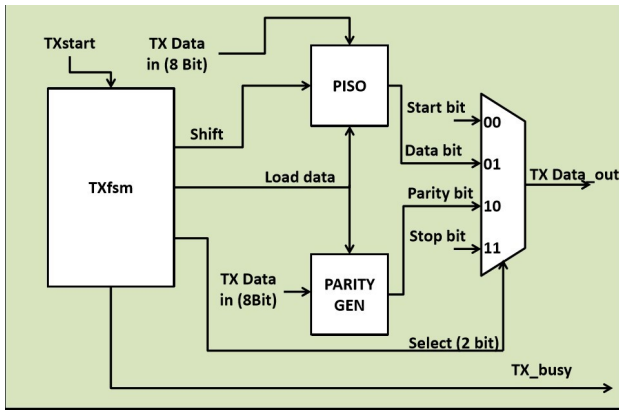 TXstart
TX Data
in (8 Bit)
PISO
Start bit
00
Shift
Data bit
01
TX Data_out
TXfsm
Load data
Parity bit
10
Stop bit
11
TX Data
in (8Bit)
PARITY
GEN
Select (2 bit)
TX_busy